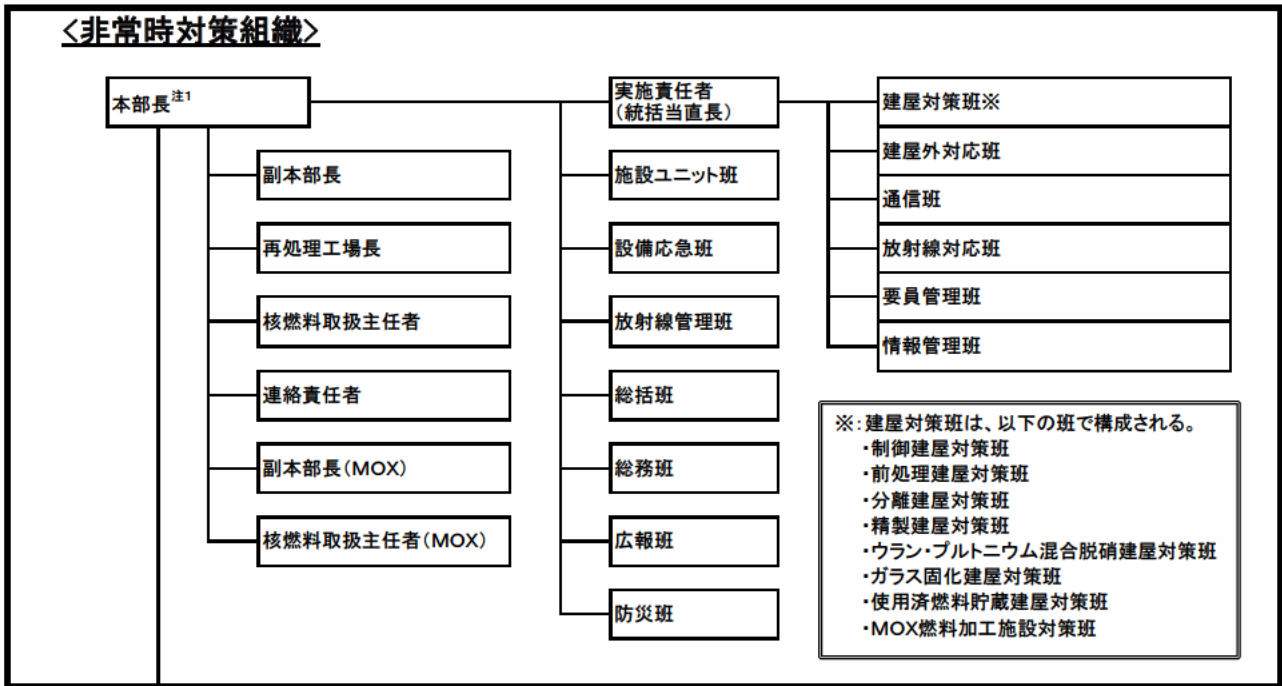 <非常時対策組織>
本部長注1
副本部長
再処理工場長
核燃料取扱主任者
連絡責任者
副本部長(MOX)
核燃料取扱主任者(MOX)
実施責任者
(統括当直長)
施設ユニット班
設備応急班
放射線管理班
総括班
総務班
広報班
防災班
建屋対策班※
建屋外対応班
通信班
放射線対応班
要員管理班
情報管理班
※:建屋対策班は、以下の班で構成される。
・制御建屋対策班
・前処理建屋対策班
・分離建屋対策班
・精製建屋対策班
・ウラン・プルトニウム混合脱硝建屋対策班
・ガラス固化建屋対策班
・使用済燃料貯蔵建屋対策班
・MOX燃料加工施設対策班